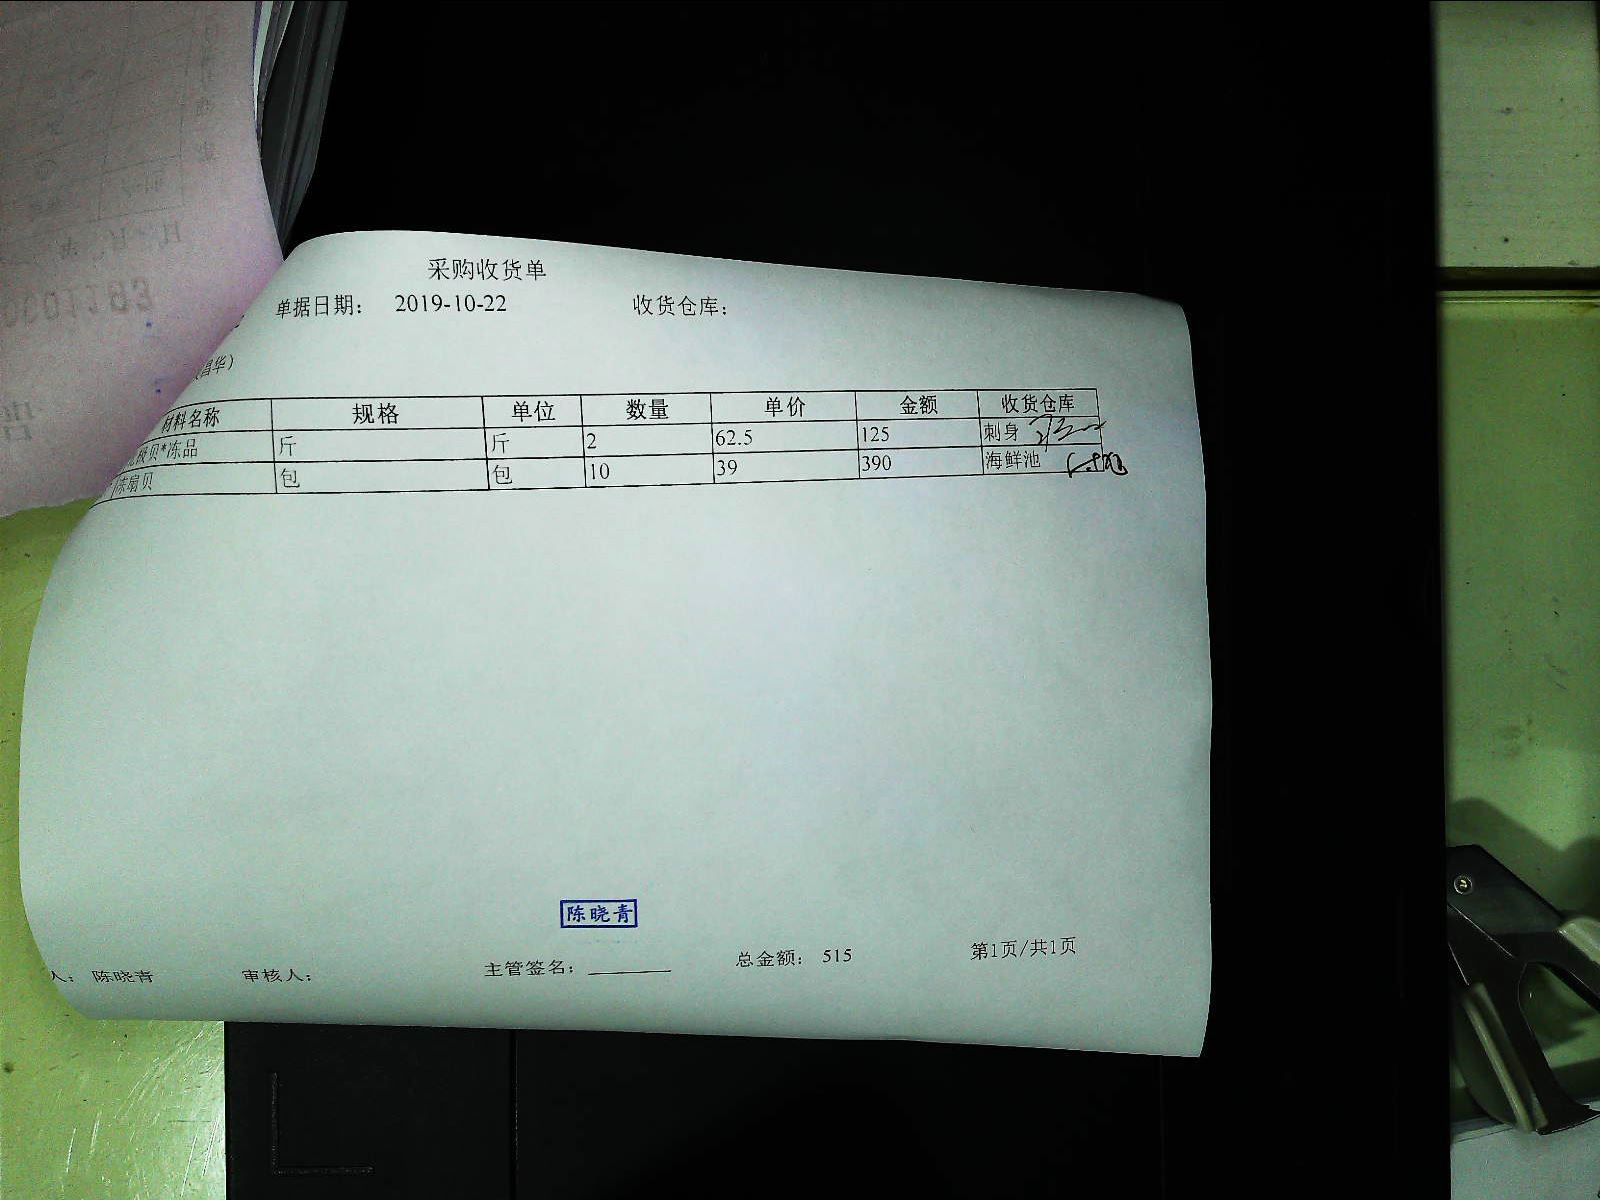 采购收货单
单据日期： 2019-10-22 收货仓库：
昌华）
材料名称 规格 单位 数量 单价 金额 收货仓库
贝*冻品 斤 斤 2 62.5 125 刺身
冻扇贝 包 包 10 39 390 海鲜池
陈晓青
人： 陈晓青 审核人： 主管签名： 总金额： 515 第1页/共1页